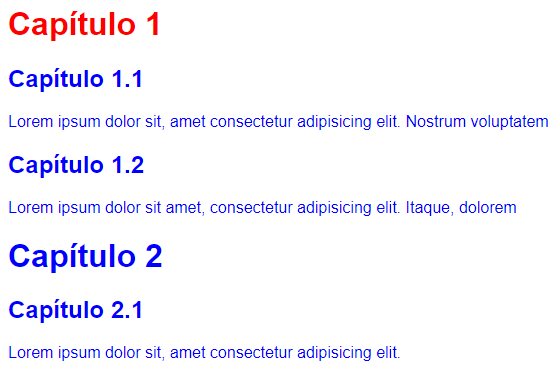 Capítulo 1
Capítulo 1.1
Lorem ipsum dolor sit, amet consectetur adipisicing elit. Nostrum voluptatem
Capítulo 1.2
Lorem ipsum dolor sit amet, consectetur adipisicing elit. Itaque, dolorem
Capítulo 2
Capítulo 2.1
Lorem ipsum dolor sit, amet consectetur adipisicing elit.